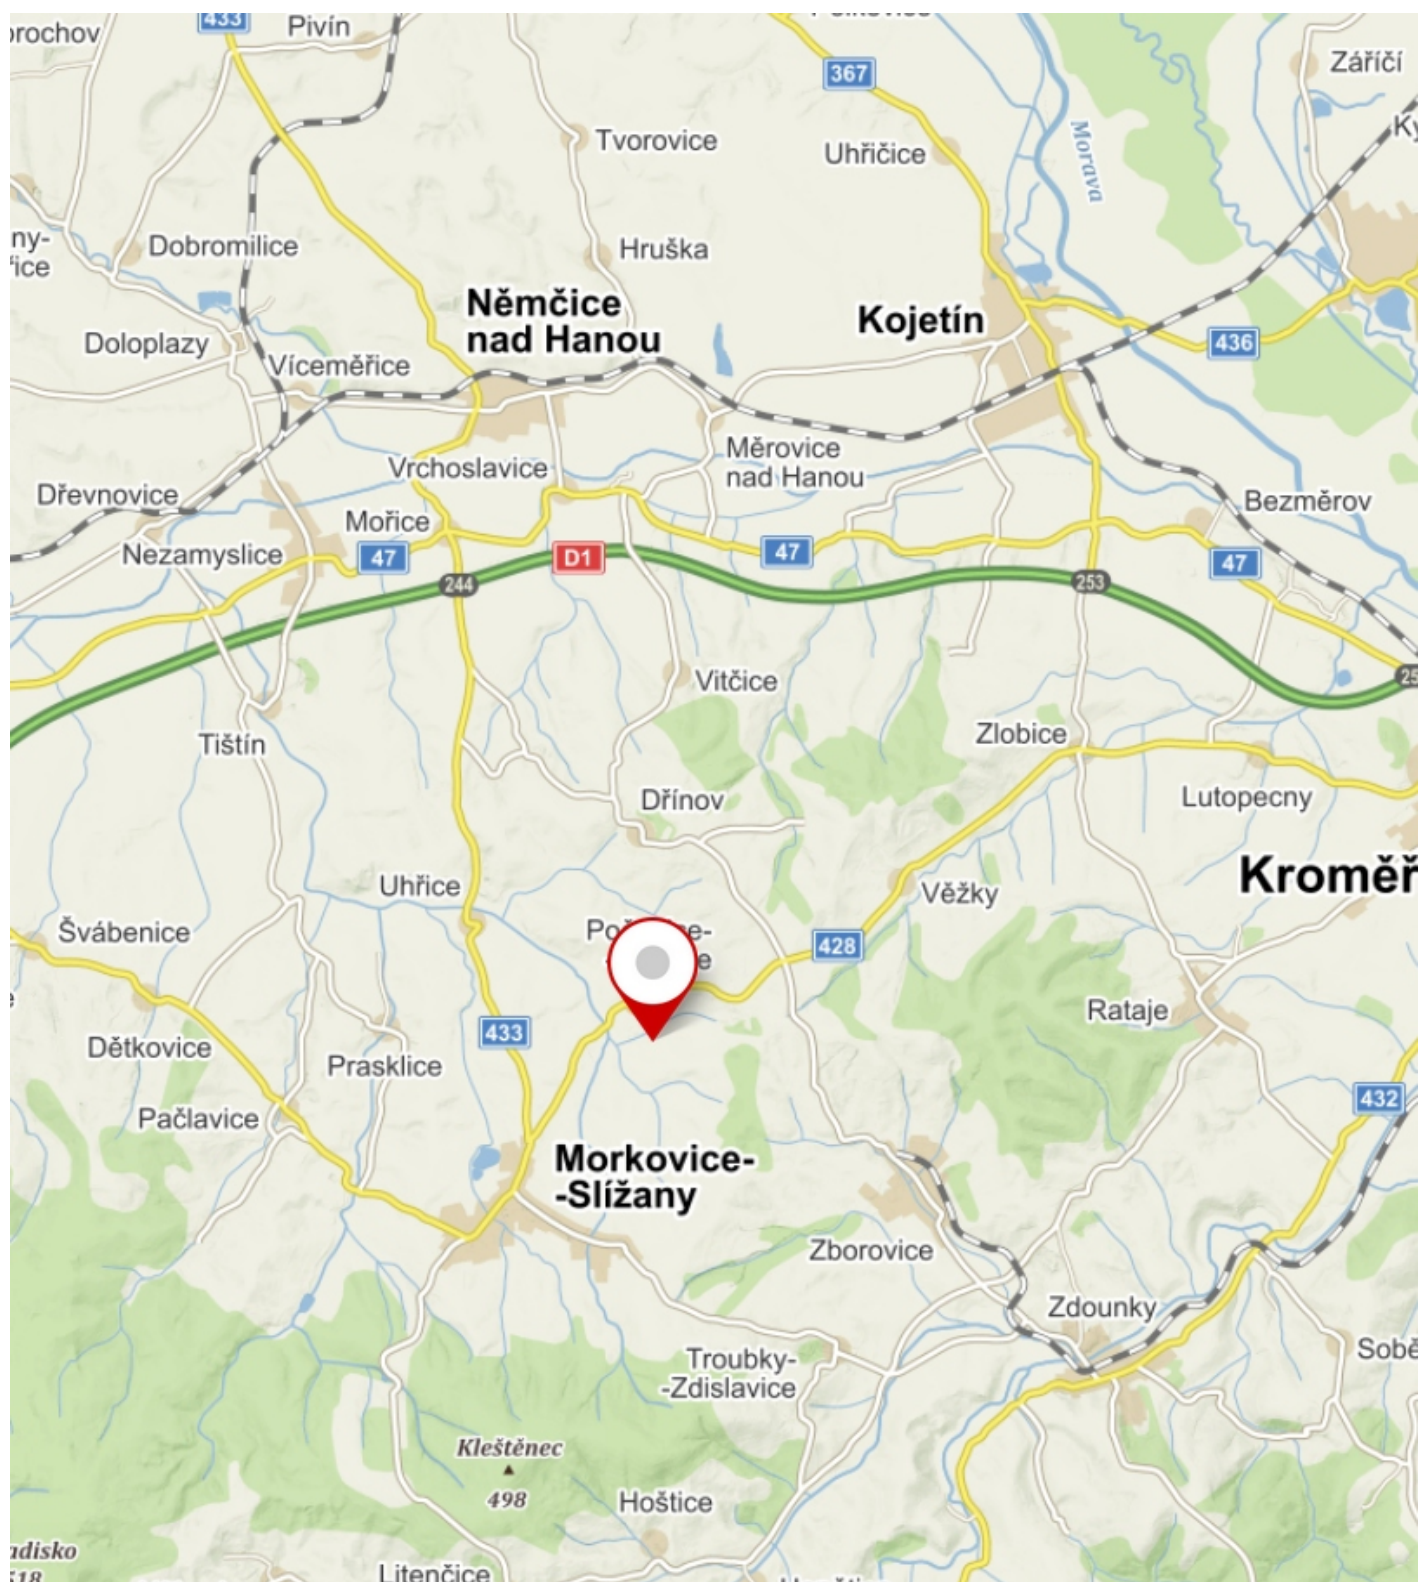 433
Pivín
367
Záříčí
Tvorovice
Uhřičice
Morava
Dobromilice
Hruška
Němčice
nad Hanou
Kojetín
Doloplazy
436
Víceměřice
Měrovice
nad Hanou
Vrchoslavice
Dřevnovice
Bezměrov
Mořice
Nezamyslice
47
D1
47
47
244
253
Vitčice
Tištín
Zlobice
Dřínov
Lutopecny
Kroměř
Uhřice
Věžky
Švábenice
428
Rataje
433
Dětkovice
Prasklice
432
Pačlavice
Morkovice-
-Slížany
Zborovice
Zdounky
Troubky-
-Zdislavice
Sobě
Kleštěnec
498
Hoštice
Litenčice